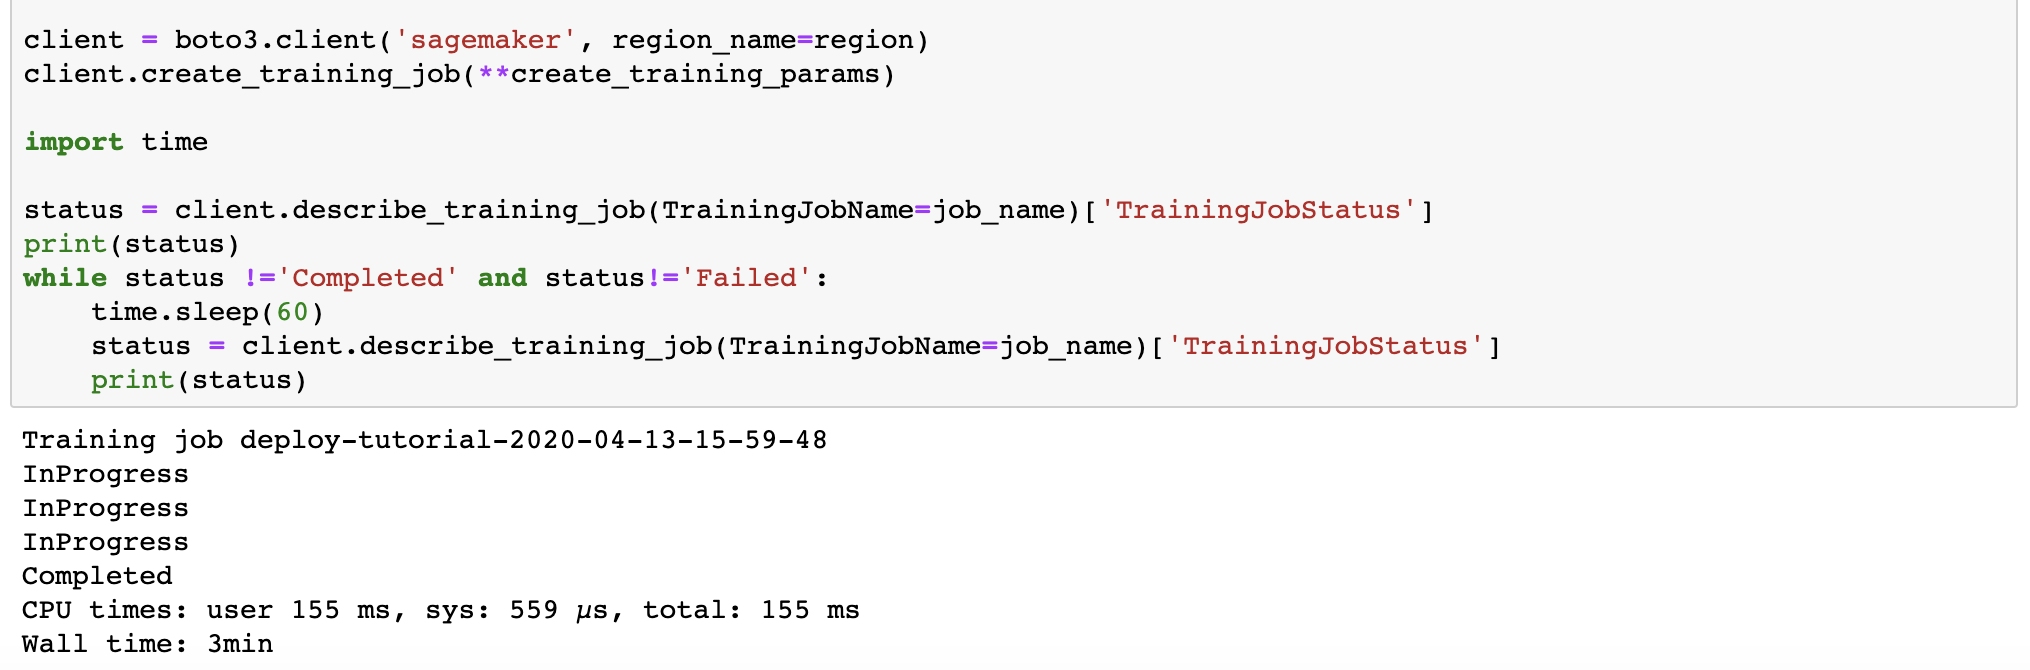 client = boto3.client('sagemaker', region_name=region)
client.create_training_job(**create_training_params)
import time
status = client.describe_training_job(TrainingJobName=job_name)['TrainingJobStatus']
print(status)
while status !='Completed' and status!='Failed':
    time.sleep(60)
    status = client.describe_training_job(TrainingJobName=job_name)['TrainingJobStatus']
    print(status)
Training job deploy-tutorial-2020-04-13-15-59-48
InProgress
InProgress
InProgress
Completed
CPU times: user 155 ms, sys: 559 µs, total: 155 ms
Wall time: 3min